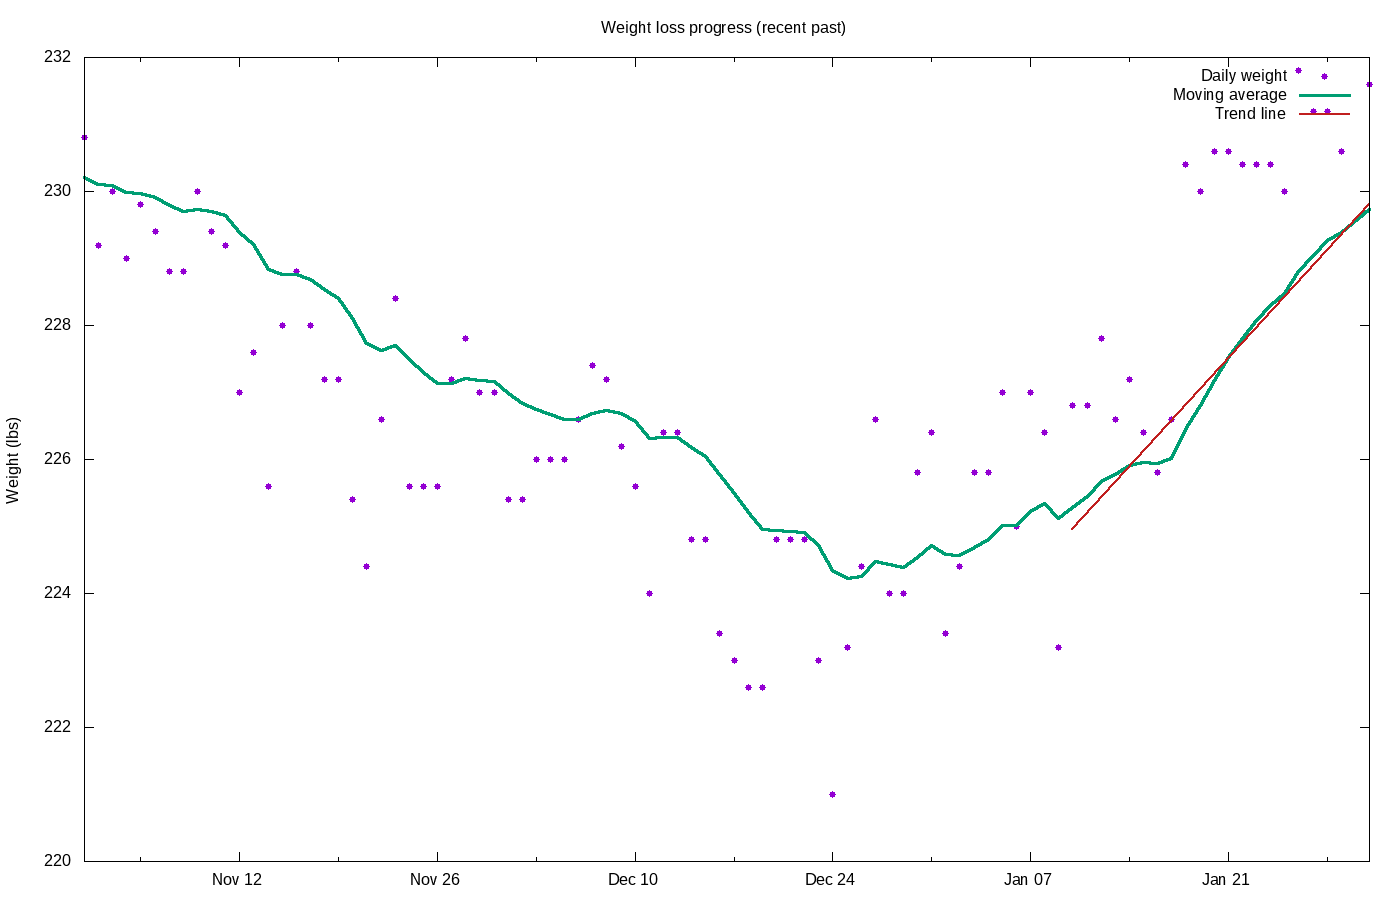 Weight loss progress (recent past)
232
230
228
226
224
222
220
Weight (lbs)
Daily weight
Moving average
Trend line
Nov 12
Nov 26
Dec 10
Dec 24
Jan 07
Jan 21